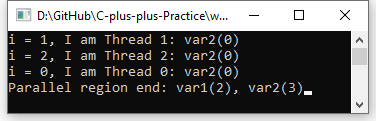 D:\GitHub\C-plus-plus-Practice\w...
i = 1, I am Thread 1: var2(0)
i = 2, I am Thread 2: var2(0)
i = 0, I am Thread 0: var2(0)
Parallel region end: var1(2), var2(3)